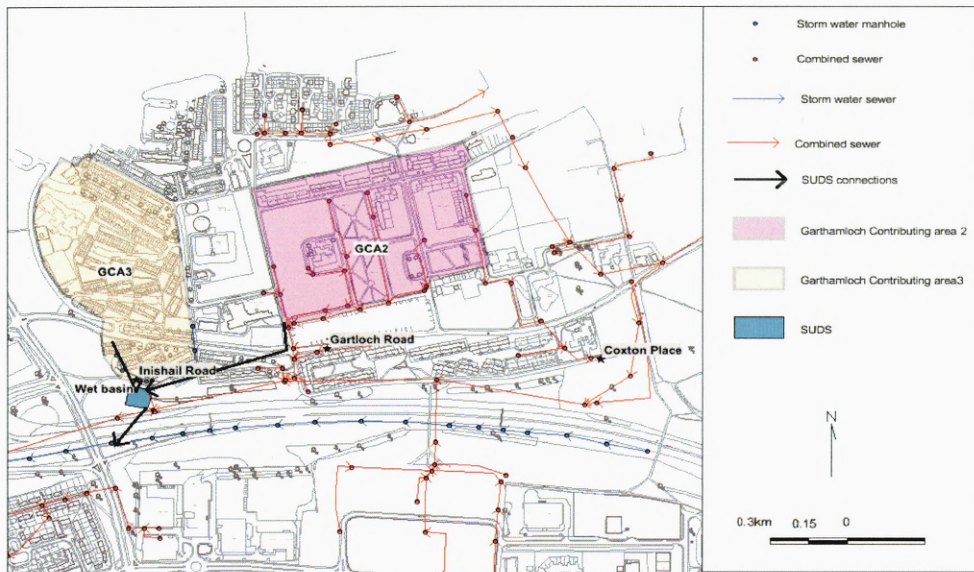 GCA3
GCA2
Gartloch Road
Coxton Place
Inishail Road
Wet basin
Storm water manhole
Combined sewer
Storm water sewer
Combined sewer
SUDS connections
Garthamloch Contributing area 2
Garthamloch Contributing area3
SUDS
N
0.3km 0.15 0